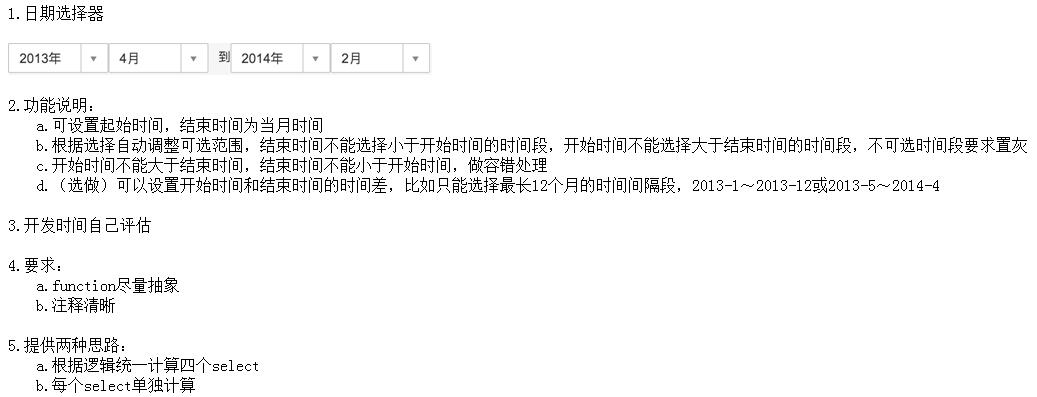 1.日期选择器
2013年 4月 到 2014年 2月
2.功能说明：
a.可设置起始时间，结束时间为当月时间
b.根据选择自动调整可选范围，结束时间不能选择小于开始时间的时间段，开始时间不能选择大于结束时间的时间段，不可选时间段要求置灰
c.开始时间不能大于结束时间，结束时间不能小于开始时间，做容错处理
d.（选做）可以设置开始时间和结束时间的时间差，比如只能选择最长12个月的时间间隔段，2013-1～2013-12或2013-5～2014-4
3.开发时间自己评估
4.要求：
a.function尽量抽象
b.注释清晰
5.提供两种思路：
a.根据逻辑统一计算四个select
b.每个select单独计算